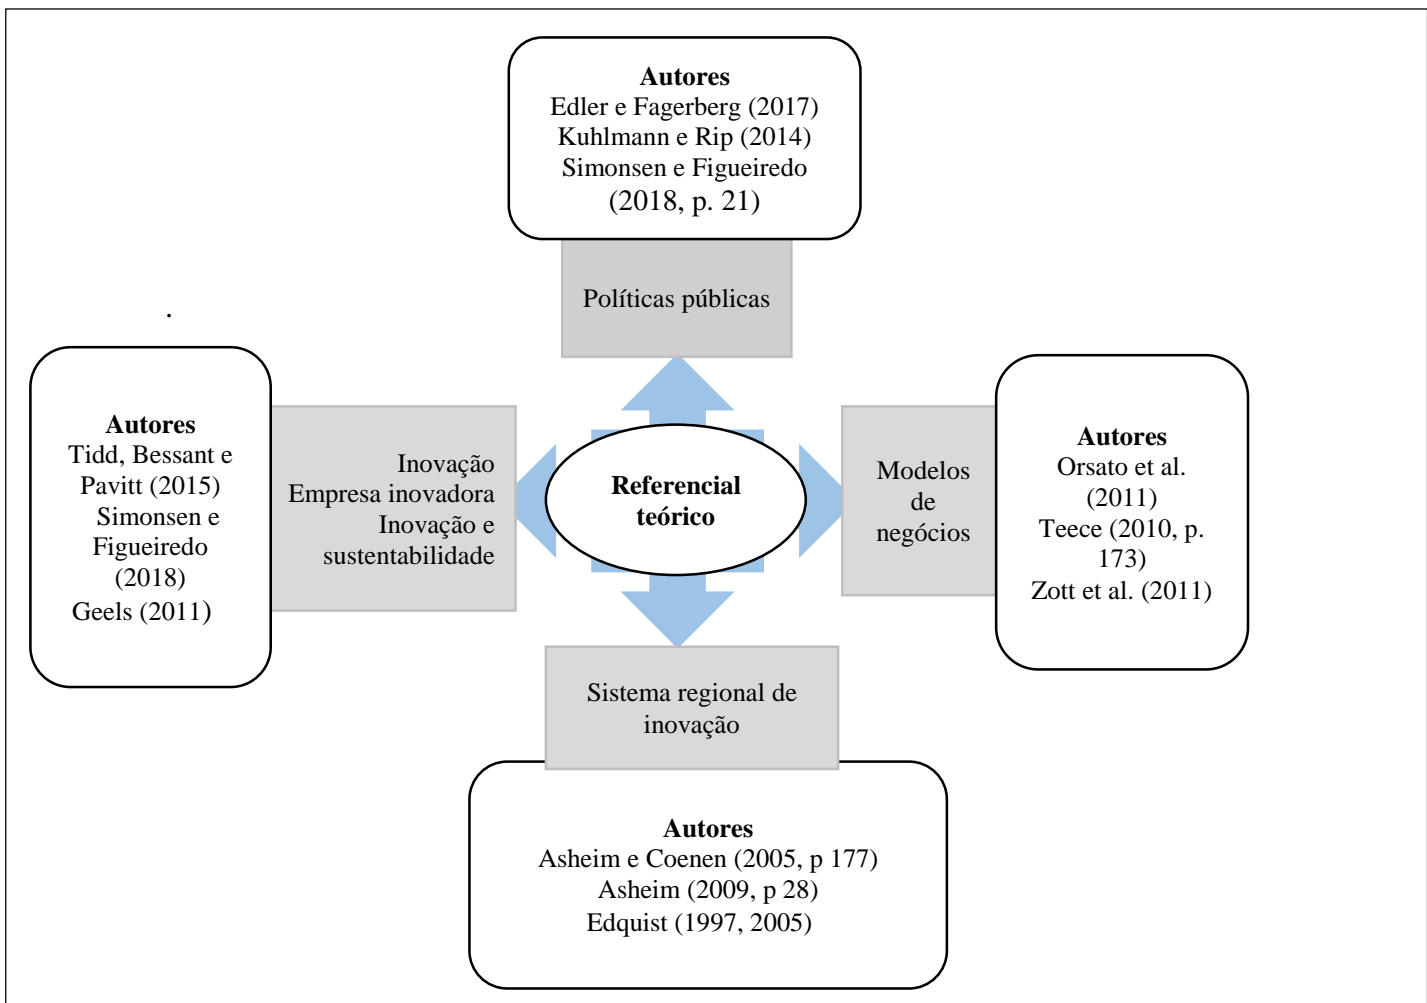 Autores
Edler e Fagerberg (2017)
Kuhlmann e Rip (2014)
Simonsen e Figueiredo
(2018, p. 21)
Políticas públicas
.
Autores
Tidd, Bessant e
Pavitt (2015)
Simonsen e
Figueiredo
(2018)
Geels (2011)
Inovação
Empresa inovadora
Inovação e
sustentabilidade
Referencial
teórico
Modelos
de
negócios
Autores
Orsato et al.
(2011)
Teece (2010, p.
173)
Zott et al. (2011)
Sistema regional de
inovação
Autores
Asheim e Coenen (2005, p 177)
Asheim (2009, p 28)
Edquist (1997, 2005)